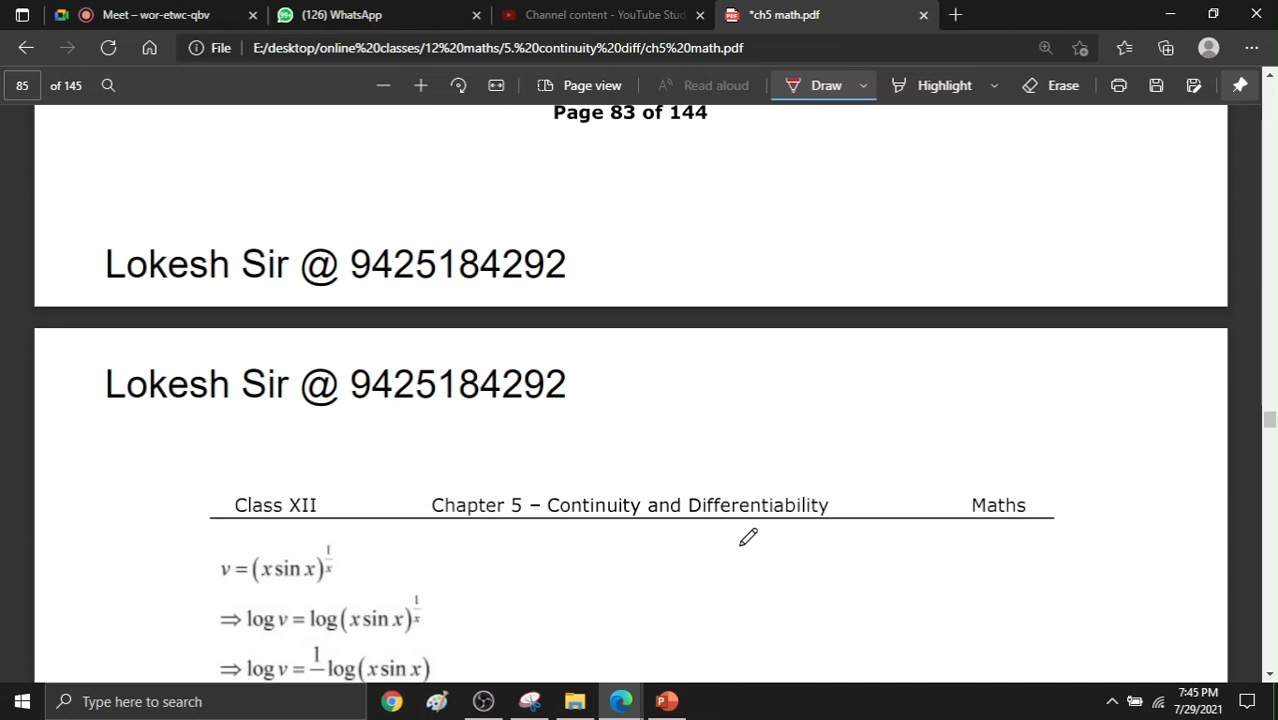 Meet – wor-etwc-qbv
99+
(126) WhatsApp
Channel content - YouTube Stud
PDF
*ch5 math.pdf
File
E:/desktop/online%20classes/12%20maths/5.%20continuity%20diff/ch5%20math.pdf
85 of 145
Page view
Read aloud
Draw
Highlight
Erase
Page 83 of 144
Lokesh Sir @ 9425184292
Lokesh Sir @ 9425184292
Class XII Chapter 5 – Continuity and Differentiability Maths
v = (x sin x)^(1/x)
⇒ log v = log(x sin x)^(1/x)
⇒ log v = 1/ log(x sin x)
Type here to search
7:45 PM
7/29/2021